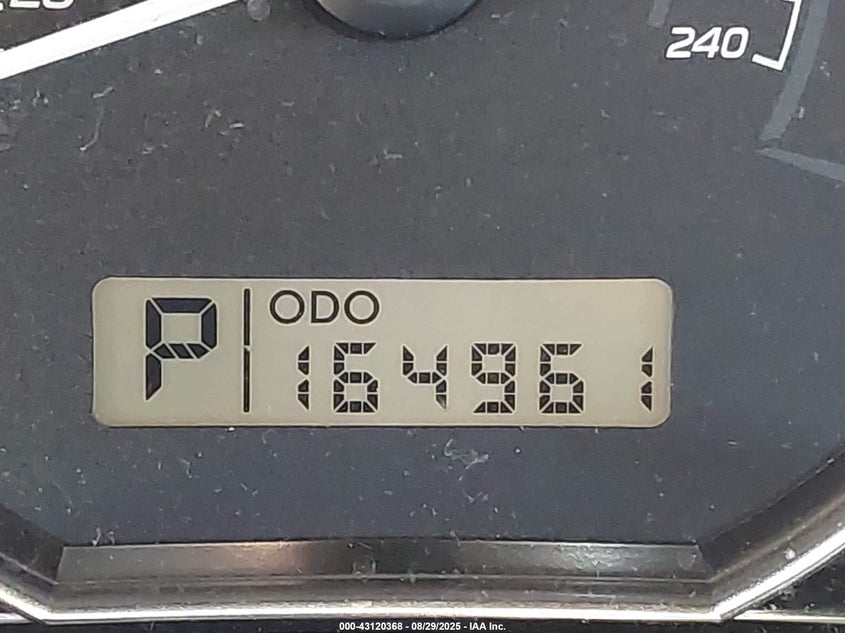 240
P ODO
164961
000-43120368 - 08/29/2025 - IAA Inc.